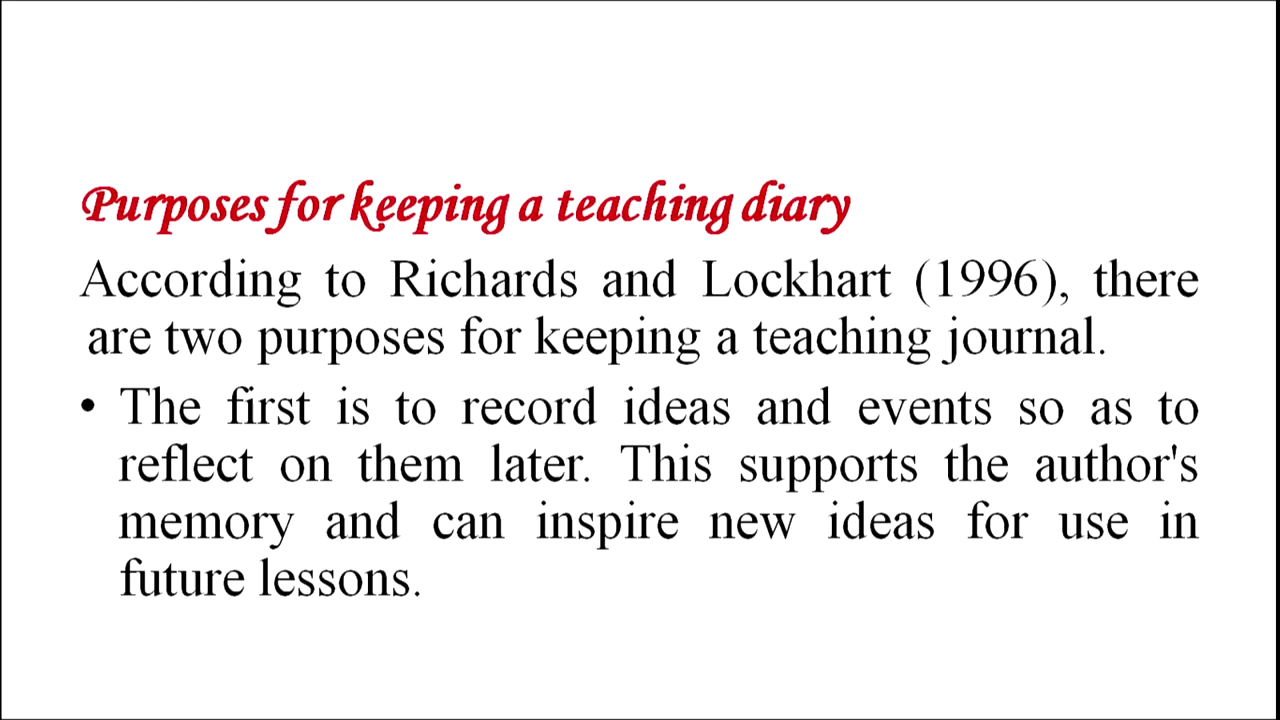 Purposes for keeping a teaching diary
According to Richards and Lockhart (1996), there
are two purposes for keeping a teaching journal.
• The first is to record ideas and events so as to
reflect on them later. This supports the author's
memory and can inspire new ideas for use in
future lessons.